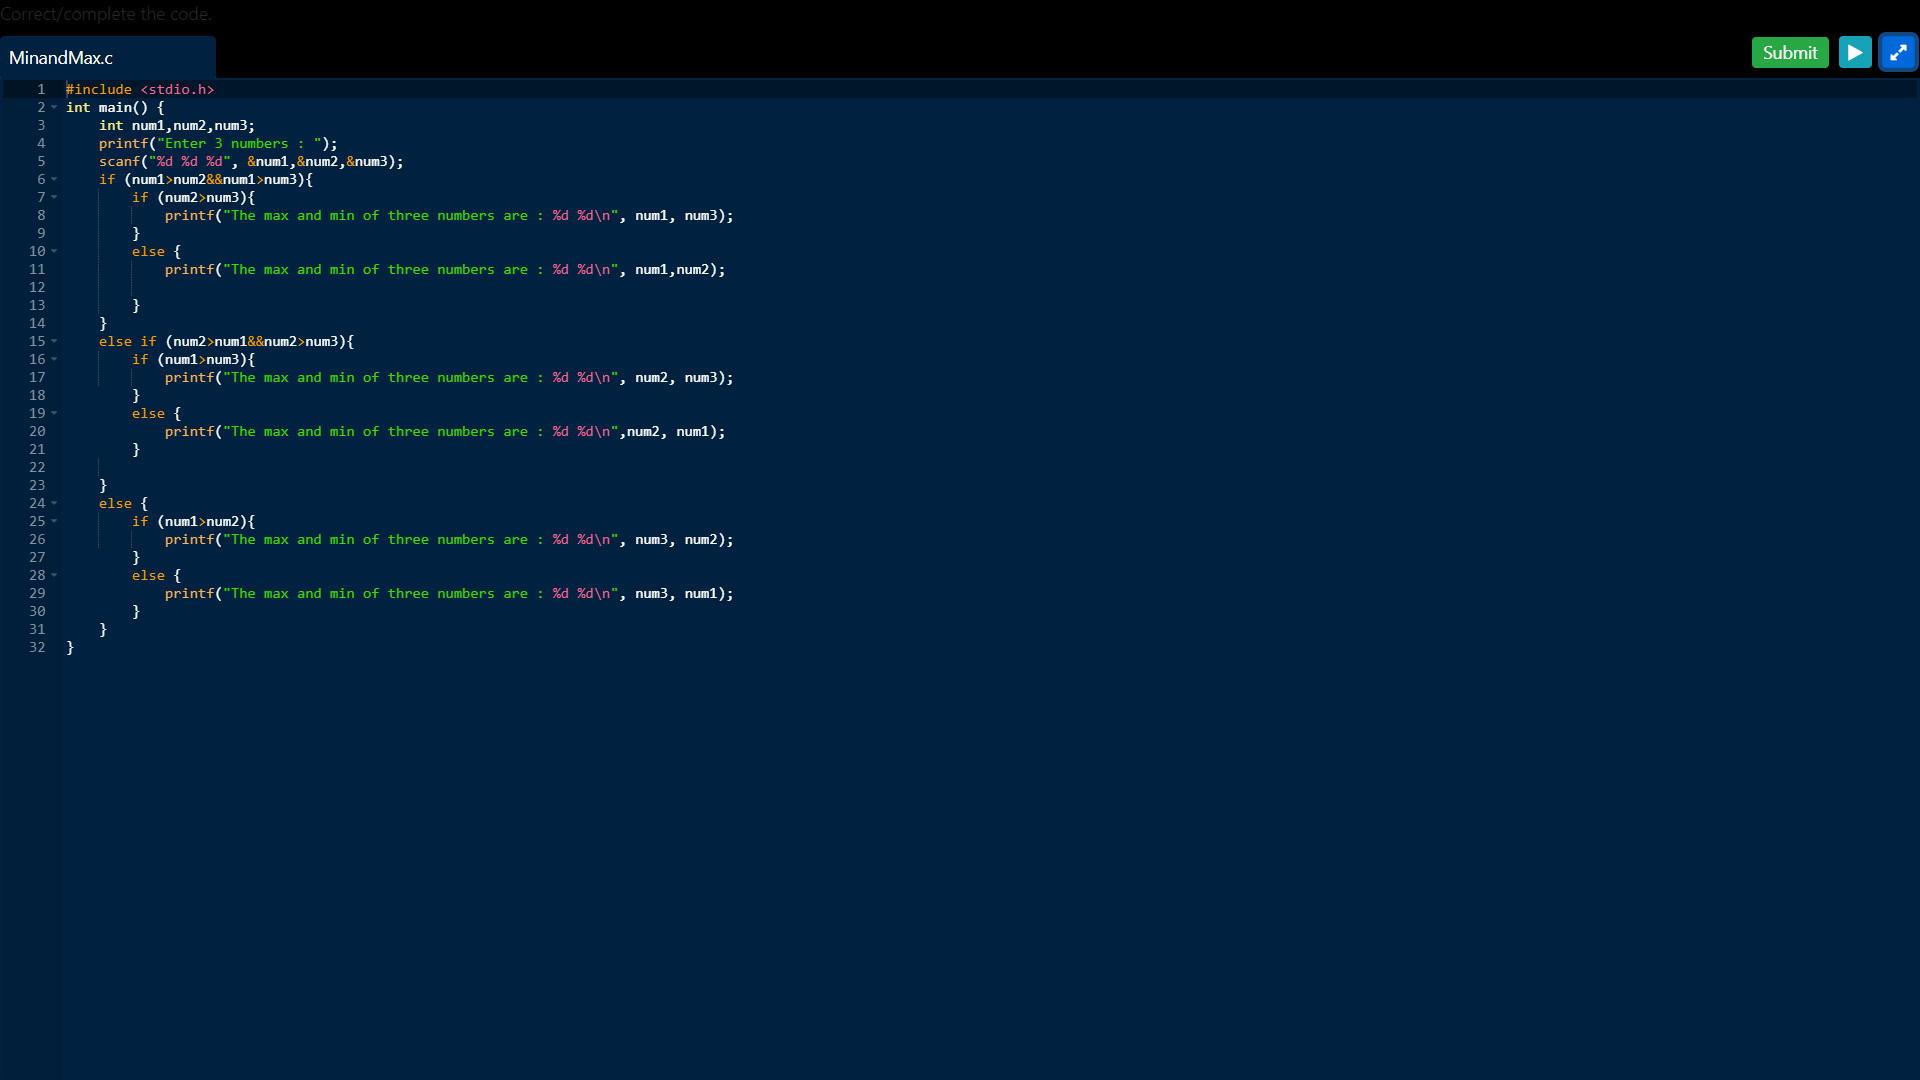 Correct/complete the code.
MinandMax.c
Submit
1 #include <stdio.h>
2 int main() {
3     int num1,num2,num3;
4     printf("Enter 3 numbers : ");
5     scanf("%d %d %d", &num1,&num2,&num3);
6     if (num1>num2&&num1>num3){
7         if (num2>num3){
8             printf("The max and min of three numbers are : %d %d\n", num1, num3);
9         }
10         else {
11             printf("The max and min of three numbers are : %d %d\n", num1,num2);
12
13         }
14     }
15     else if (num2>num1&&num2>num3){
16         if (num1>num3){
17             printf("The max and min of three numbers are : %d %d\n", num2, num3);
18         }
19         else {
20             printf("The max and min of three numbers are : %d %d\n",num2, num1);
21         }
22
23     }
24     else {
25         if (num1>num2){
26             printf("The max and min of three numbers are : %d %d\n", num3, num2);
27         }
28         else {
29             printf("The max and min of three numbers are : %d %d\n", num3, num1);
30         }
31     }
32 }